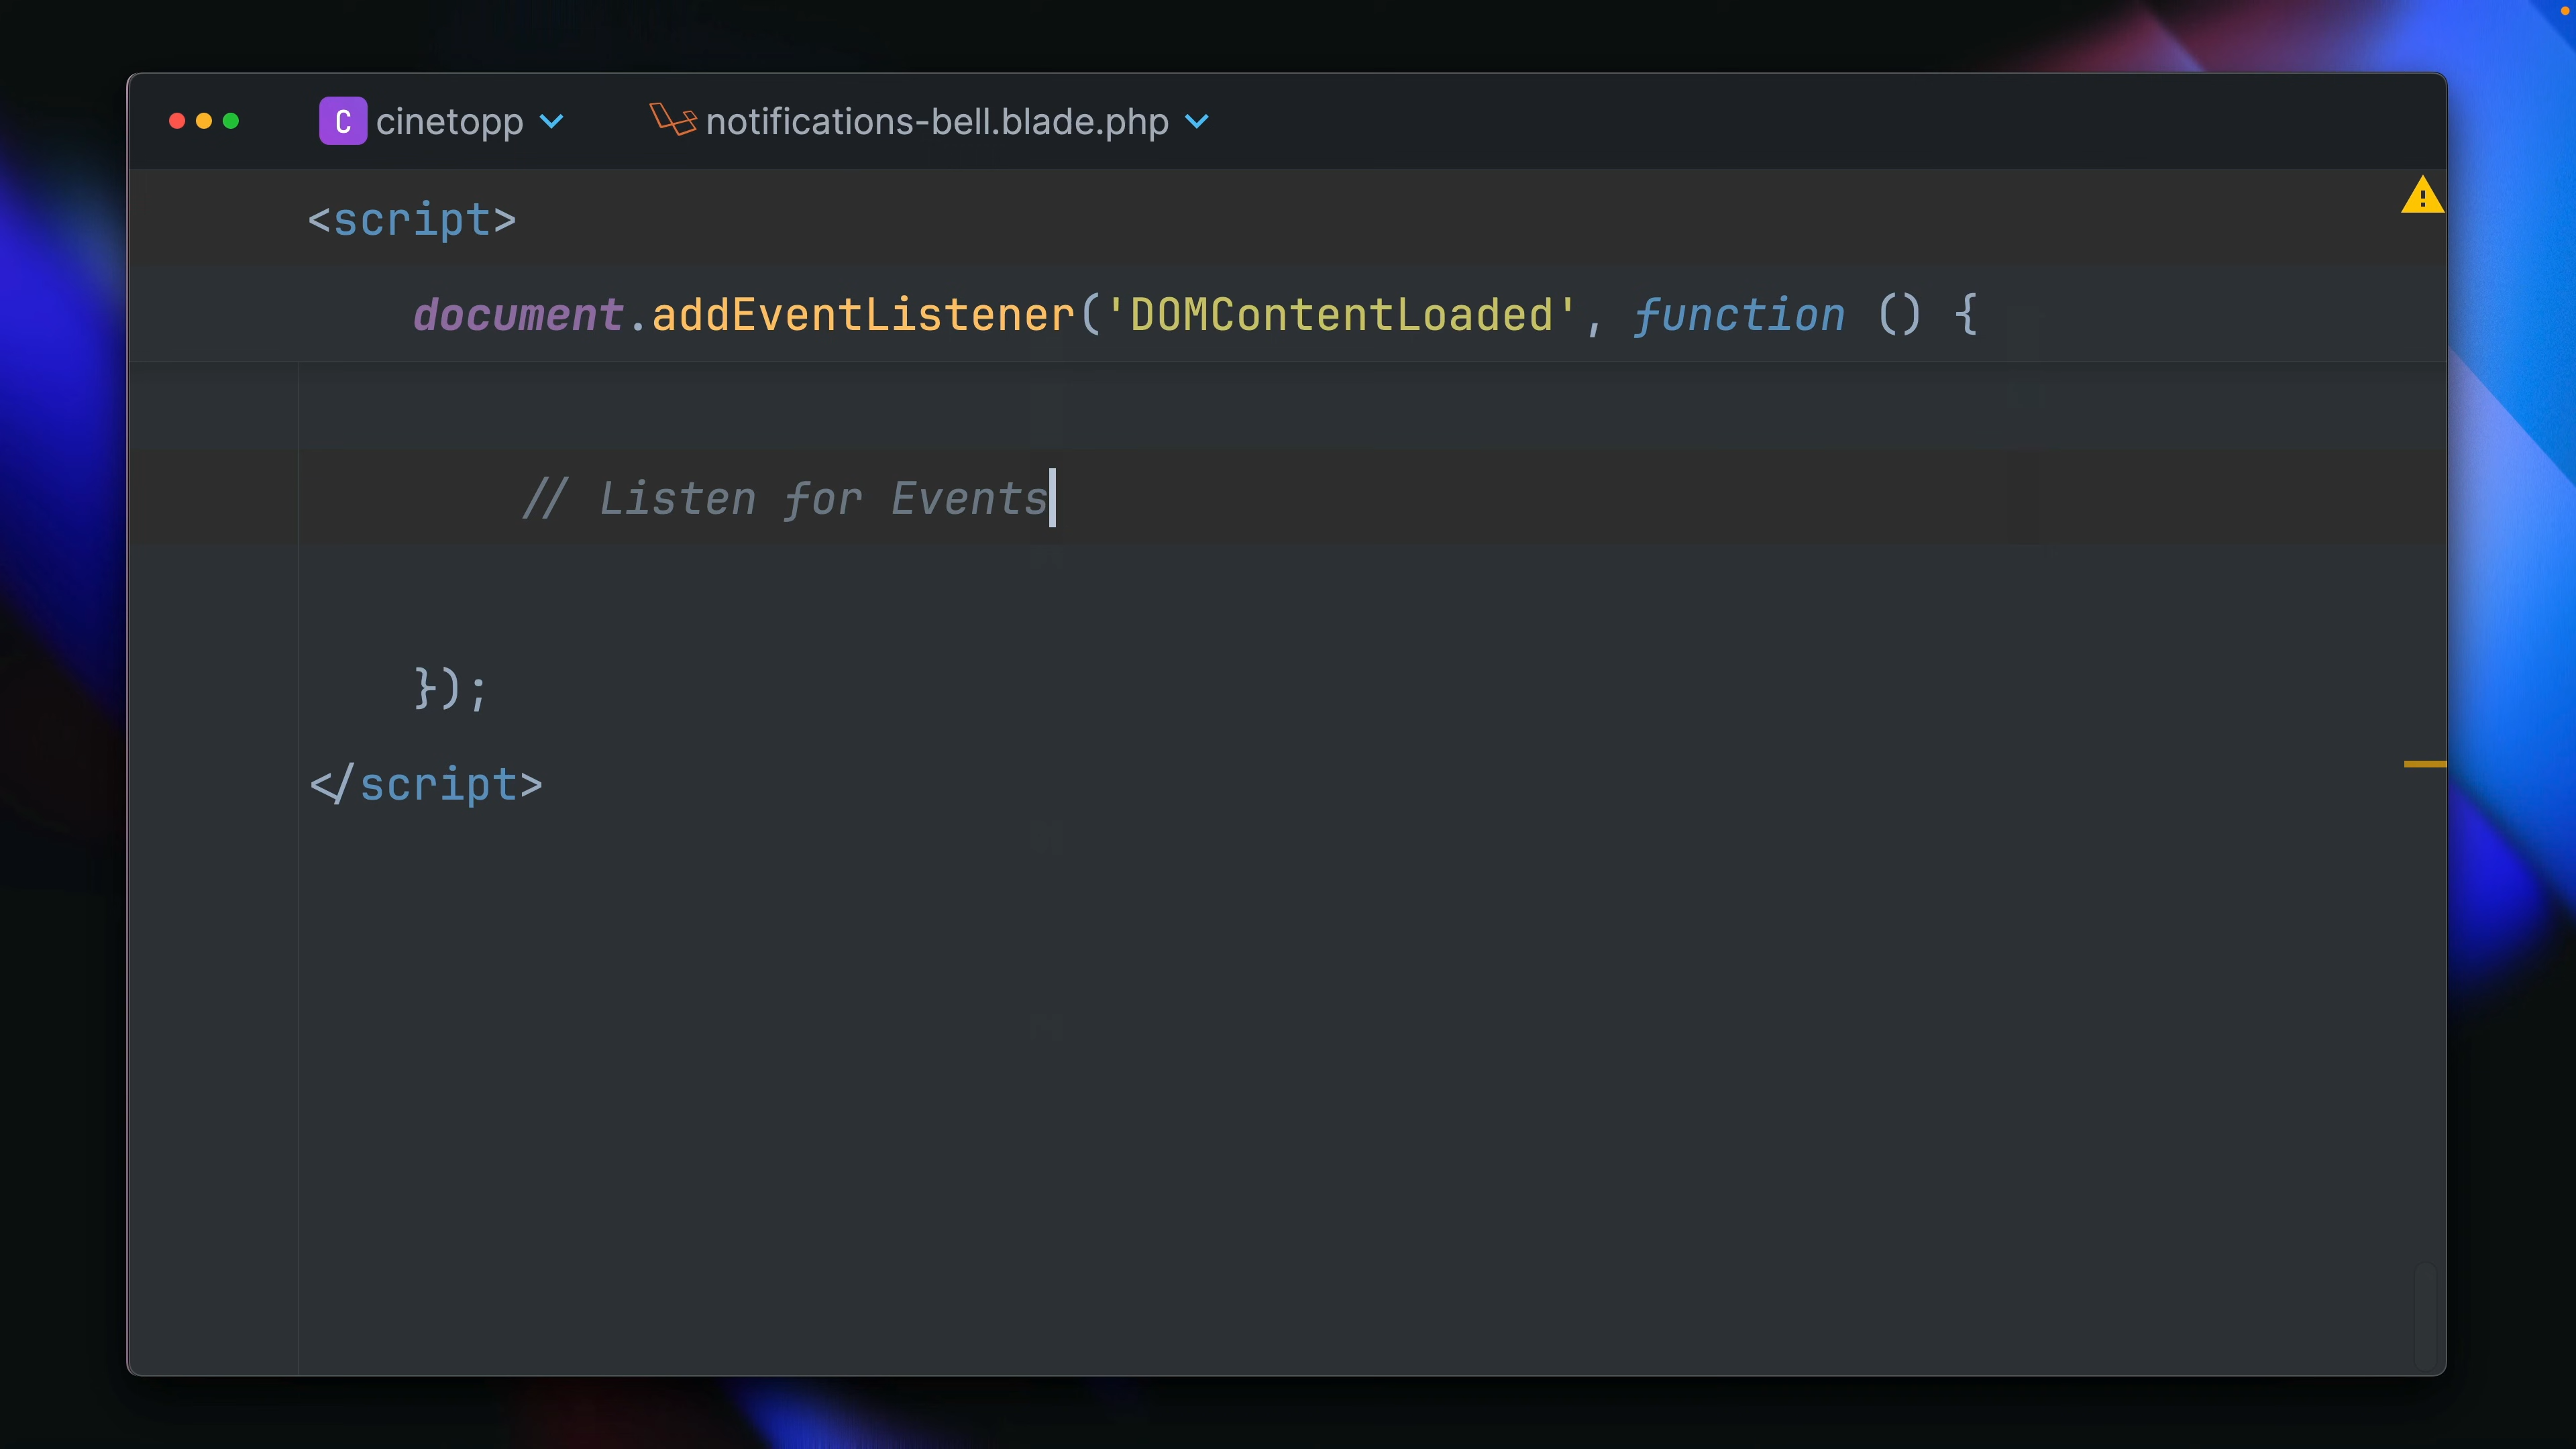 C cinetopp notifications-bell.blade.php
<script>
document.addEventListener('DOMContentLoaded', function () {
// Listen for Events
});
</script>